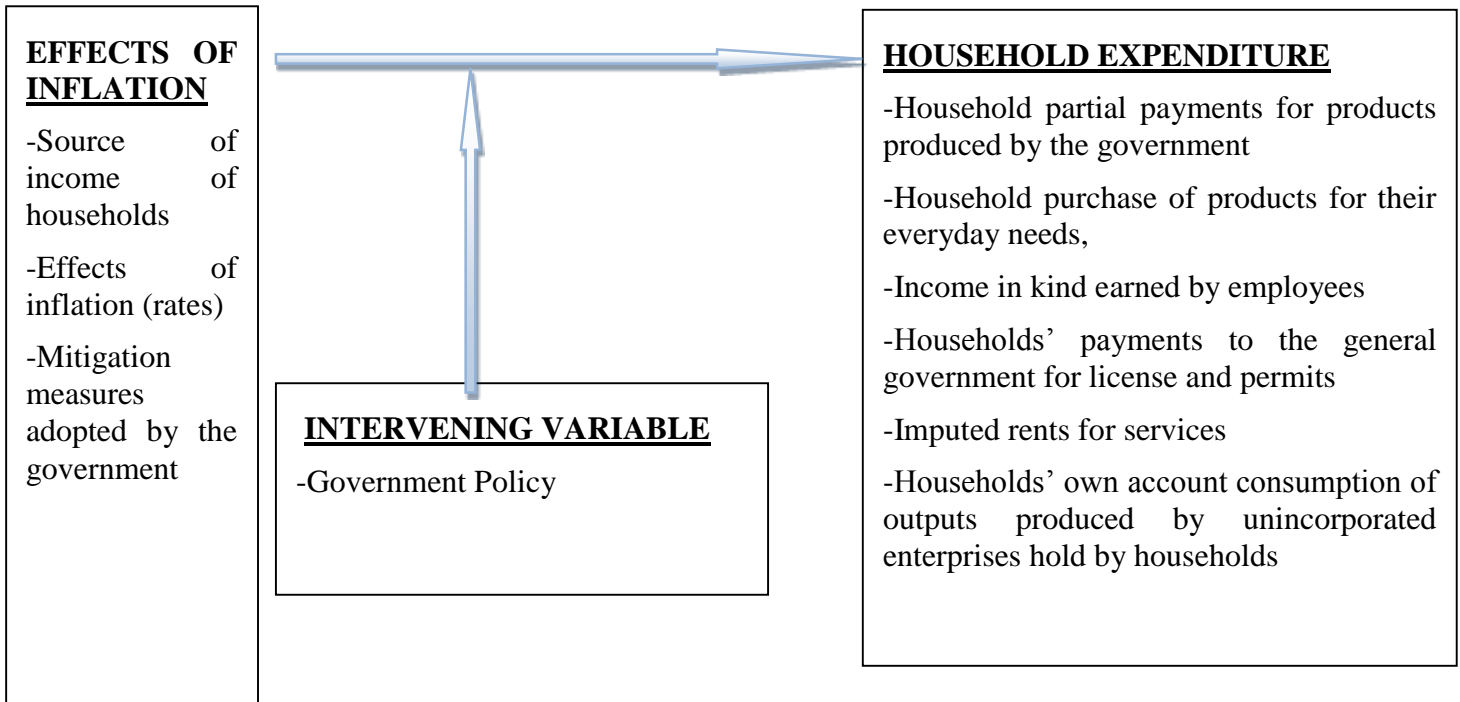 EFFECTS OF
INFLATION
-Source of
income of
households
-Effects of
inflation (rates)
-Mitigation
measures
adopted by the
government
INTERVENING VARIABLE
-Government Policy
HOUSEHOLD EXPENDITURE
-Household partial payments for products
produced by the government
-Household purchase of products for their
everyday needs,
-Income in kind earned by employees
-Households’ payments to the general
government for license and permits
-Imputed rents for services
-Households’ own account consumption of
outputs produced by unincorporated
enterprises hold by households